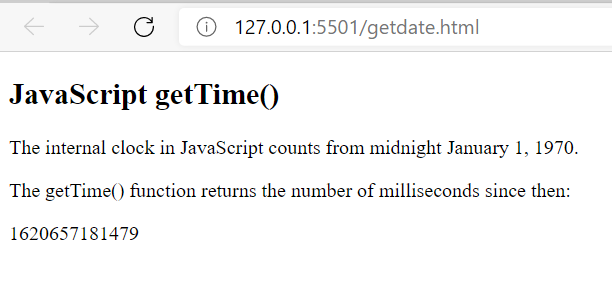 127.0.0.1:5501/getdate.html
JavaScript getTime()
The internal clock in JavaScript counts from midnight January 1, 1970.
The getTime() function returns the number of milliseconds since then:
1620657181479